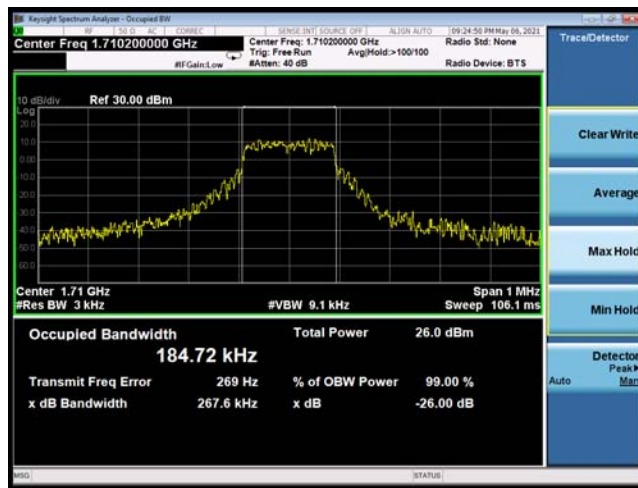 Keysight Spectrum Analyzer - Occupied BW
RF 50 Ω AC CORREC SENSE:INT SOURCE OFF ALIGN AUTO 09:24:50 PM May 06, 2021
Center Freq 1.710200000 GHz
Center Freq: 1.710200000 GHz
Radio Std: None
Trig: Free Run Avg|Hold:>100/100
#IFGain:Low #Atten: 40 dB Radio Device: BTS
Trace/Detector
10 dB/div Ref 30.00 dBm
Log
20.0
10.0
0.00
-10.0
-20.0
-30.0
-40.0
-50.0
-60.0
Center 1.71 GHz Span 1 MHz
#Res BW 3 kHz #VBW 9.1 kHz Sweep 106.1 ms
Occupied Bandwidth Total Power 26.0 dBm
184.72 kHz
Transmit Freq Error 269 Hz % of OBW Power 99.00 %
x dB Bandwidth 267.6 kHz x dB -26.00 dB
Clear Write
Average
Max Hold
Min Hold
Detector
Peak▶
Auto Man
MSG STATUS